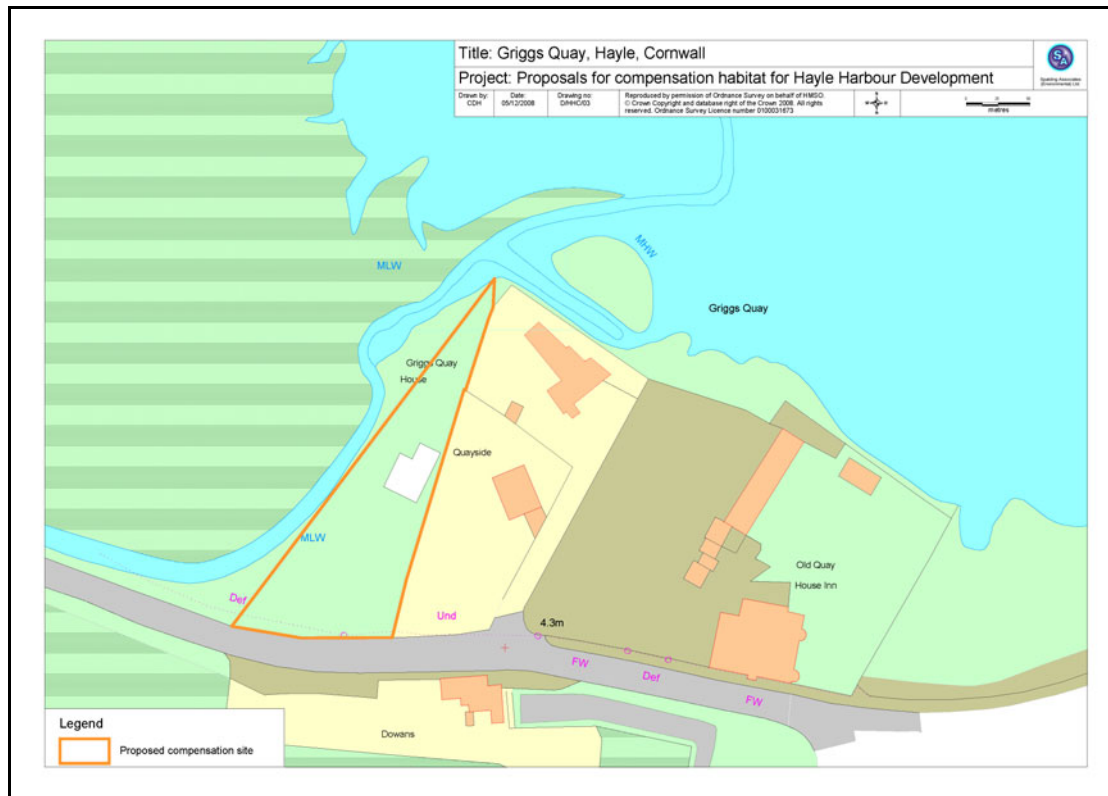 Title: Griggs Quay, Hayle, Cornwall
Project: Proposals for compensation habitat for Hayle Harbour Development
Spalding Associates
(Environmental) Ltd
Drawn by:
CDH
Date:
05/12/2008
Drawing no:
D/HHC/03
Reproduced by permission of Ordnance Survey on behalf of HMSO.
© Crown Copyright and database right of the Crown 2008. All rights
reserved. Ordnance Survey Licence number 0100031673
metres
MLW
MHW
Griggs Quay
Griggs Quay
House
Quayside
MLW
Old Quay
House Inn
Def
Und
4.3m
FW
Def
FW
Dowans
Legend
Proposed compensation site